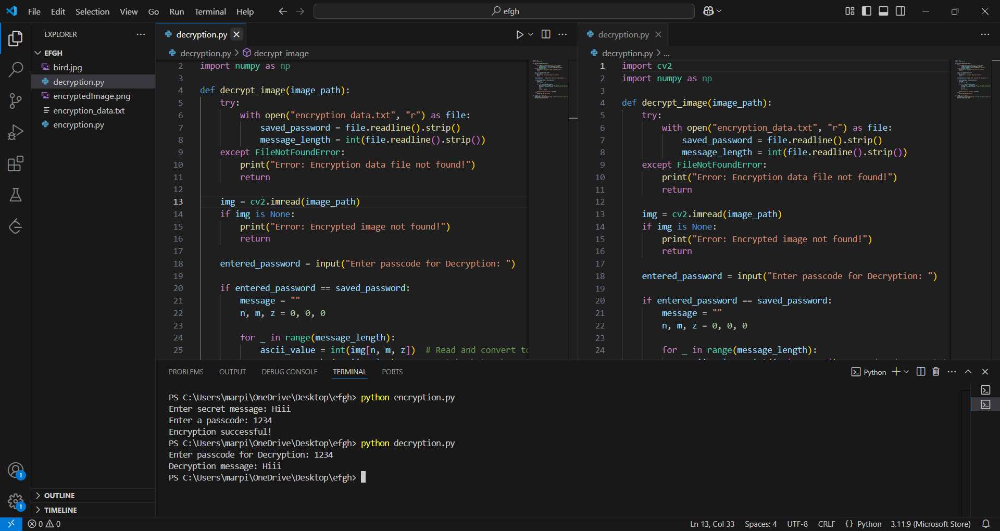 File Edit Selection View Go Run Terminal Help efgh
EXPLORER
EFGH
bird.jpg
decryption.py
encryptedImage.png
encryption_data.txt
encryption.py
OUTLINE
TIMELINE
decryption.py
decryption.py > decrypt_image
2 import numpy as np
3
4 def decrypt_image(image_path):
5 try:
6 with open("encryption_data.txt", "r") as file:
7 saved_password = file.readline().strip()
8 message_length = int(file.readline().strip())
9 except FileNotFoundError:
10 print("Error: Encryption data file not found!")
11 return
12
13 img = cv2.imread(image_path)
14 if img is None:
15 print("Error: Encrypted image not found!")
16 return
17
18 entered_password = input("Enter passcode for Decryption: ")
19
20 if entered_password == saved_password:
21 message = ""
22 n, m, z = 0, 0, 0
23
24 for _ in range(message_length):
25 ascii_value = int(img[n, m, z]) # Read and convert to
decryption.py
decryption.py > ...
1 import cv2
2 import numpy as np
3
4 def decrypt_image(image_path):
5 try:
6 with open("encryption_data.txt", "r") as file:
7 saved_password = file.readline().strip()
8 message_length = int(file.readline().strip())
9 except FileNotFoundError:
10 print("Error: Encryption data file not found!")
11 return
12
13 img = cv2.imread(image_path)
14 if img is None:
15 print("Error: Encrypted image not found!")
16 return
17
18 entered_password = input("Enter passcode for Decryption: ")
19
20 if entered_password == saved_password:
21 message = ""
22 n, m, z = 0, 0, 0
23
24 for _ in range(message_length):
PROBLEMS OUTPUT DEBUG CONSOLE TERMINAL PORTS Python
PS C:\Users\marpi\OneDrive\Desktop\efgh> python encryption.py
Enter secret message: Hiii
Enter a passcode: 1234
Encryption successful!
PS C:\Users\marpi\OneDrive\Desktop\efgh> python decryption.py
Enter passcode for Decryption: 1234
Decryption message: Hiii
PS C:\Users\marpi\OneDrive\Desktop\efgh>
1
1
0 0 Ln 13, Col 33 Spaces: 4 UTF-8 CRLF {} Python 3.11.9 (Microsoft Store)